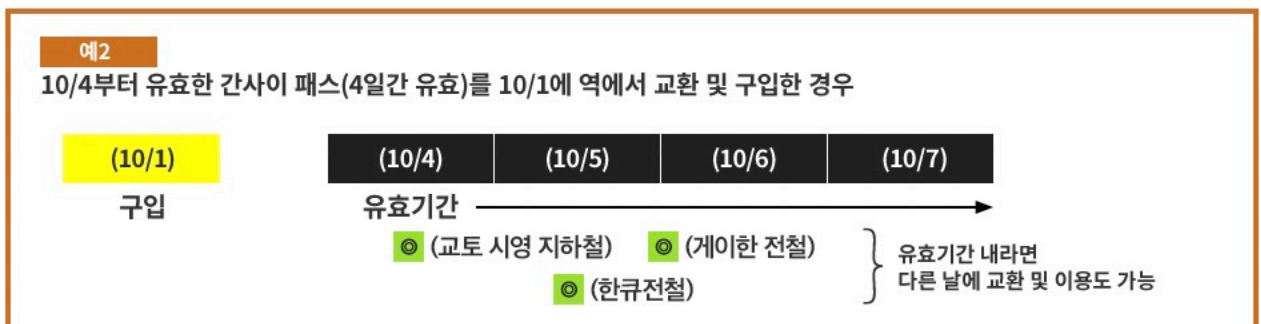 예2
10/4부터 유효한 간사이 패스(4일간 유효)를 10/1에 역에서 교환 및 구입한 경우
(10/1) (10/4) (10/5) (10/6) (10/7)
구입 유효기간
◎ (교토 시영 지하철) ◎ (게이한 전철)
◎ (한큐전철)
유효기간 내라면
다른 날에 교환 및 이용도 가능